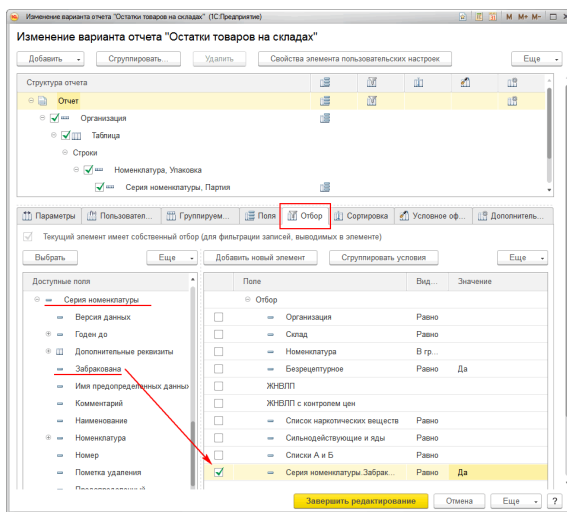 Изменение варианта отчета "Остатки товаров на складах" (1С:Предприятие)
M M+ M-
Изменение варианта отчета "Остатки товаров на складах"
Добавить Сгруппировать... Удалить Свойства элемента пользовательских настроек Еще
Структура отчета
Отчет
Организация
Таблица
Строки
Номенклатура, Упаковка
Серия номенклатуры, Партия
Параметры Пользовател... Группируем... Поля Отбор Сортировка Условное оф... Дополнитель...
Текущий элемент имеет собственный отбор (для фильтрации записей, выводимых в элементе)
Выбрать Еще Добавить новый элемент Сгруппировать условия Еще
Доступные поля Поле Вид... Значение
Серия номенклатуры Отбор
Версия данных Организация Равно
Годен до Склад Равно
Дополнительные реквизиты Номенклатура В гр...
Забракована Безрецептурное Равно Да
Имя предопределенных данных ЖНВЛП
Комментарий ЖНВЛП с контролем цен
Наименование Список наркотических веществ Равно
Номенклатура Сильнодействующие и яды Равно
Номер Списки А и Б Равно
Пометка удаления Серия номенклатуры.Забрак... Равно Да
Завершить редактирование Отмена Еще ?